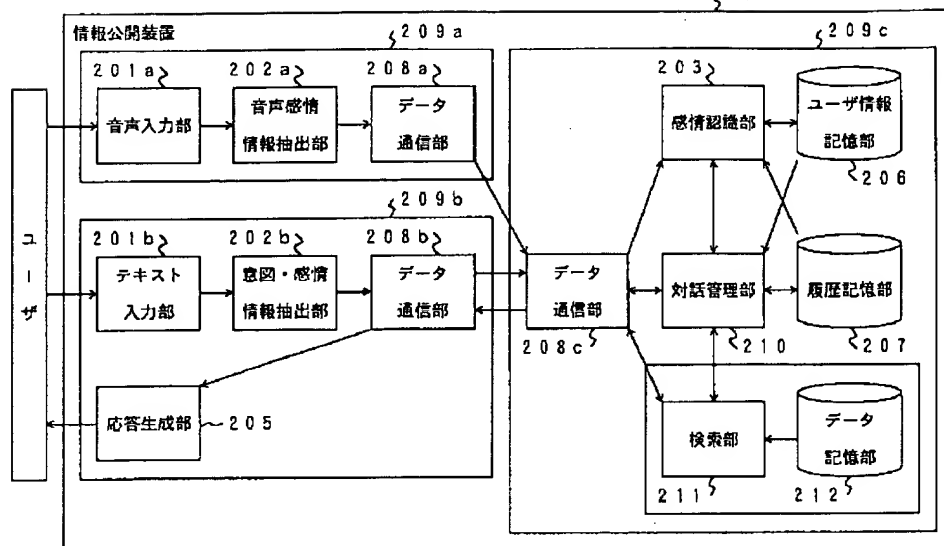 情報公開装置
209a
209c
201a
202a
208a
203
音声入力部
音声感情
情報抽出部
データ
通信部
感情認識部
ユーザ情報
記憶部
206
209b
ユーザ
201b
202b
208b
テキスト
入力部
意図・感情
情報抽出部
データ
通信部
データ
通信部
208c
対話管理部
210
履歴記憶部
207
応答生成部
205
検索部
211
データ
記憶部
212